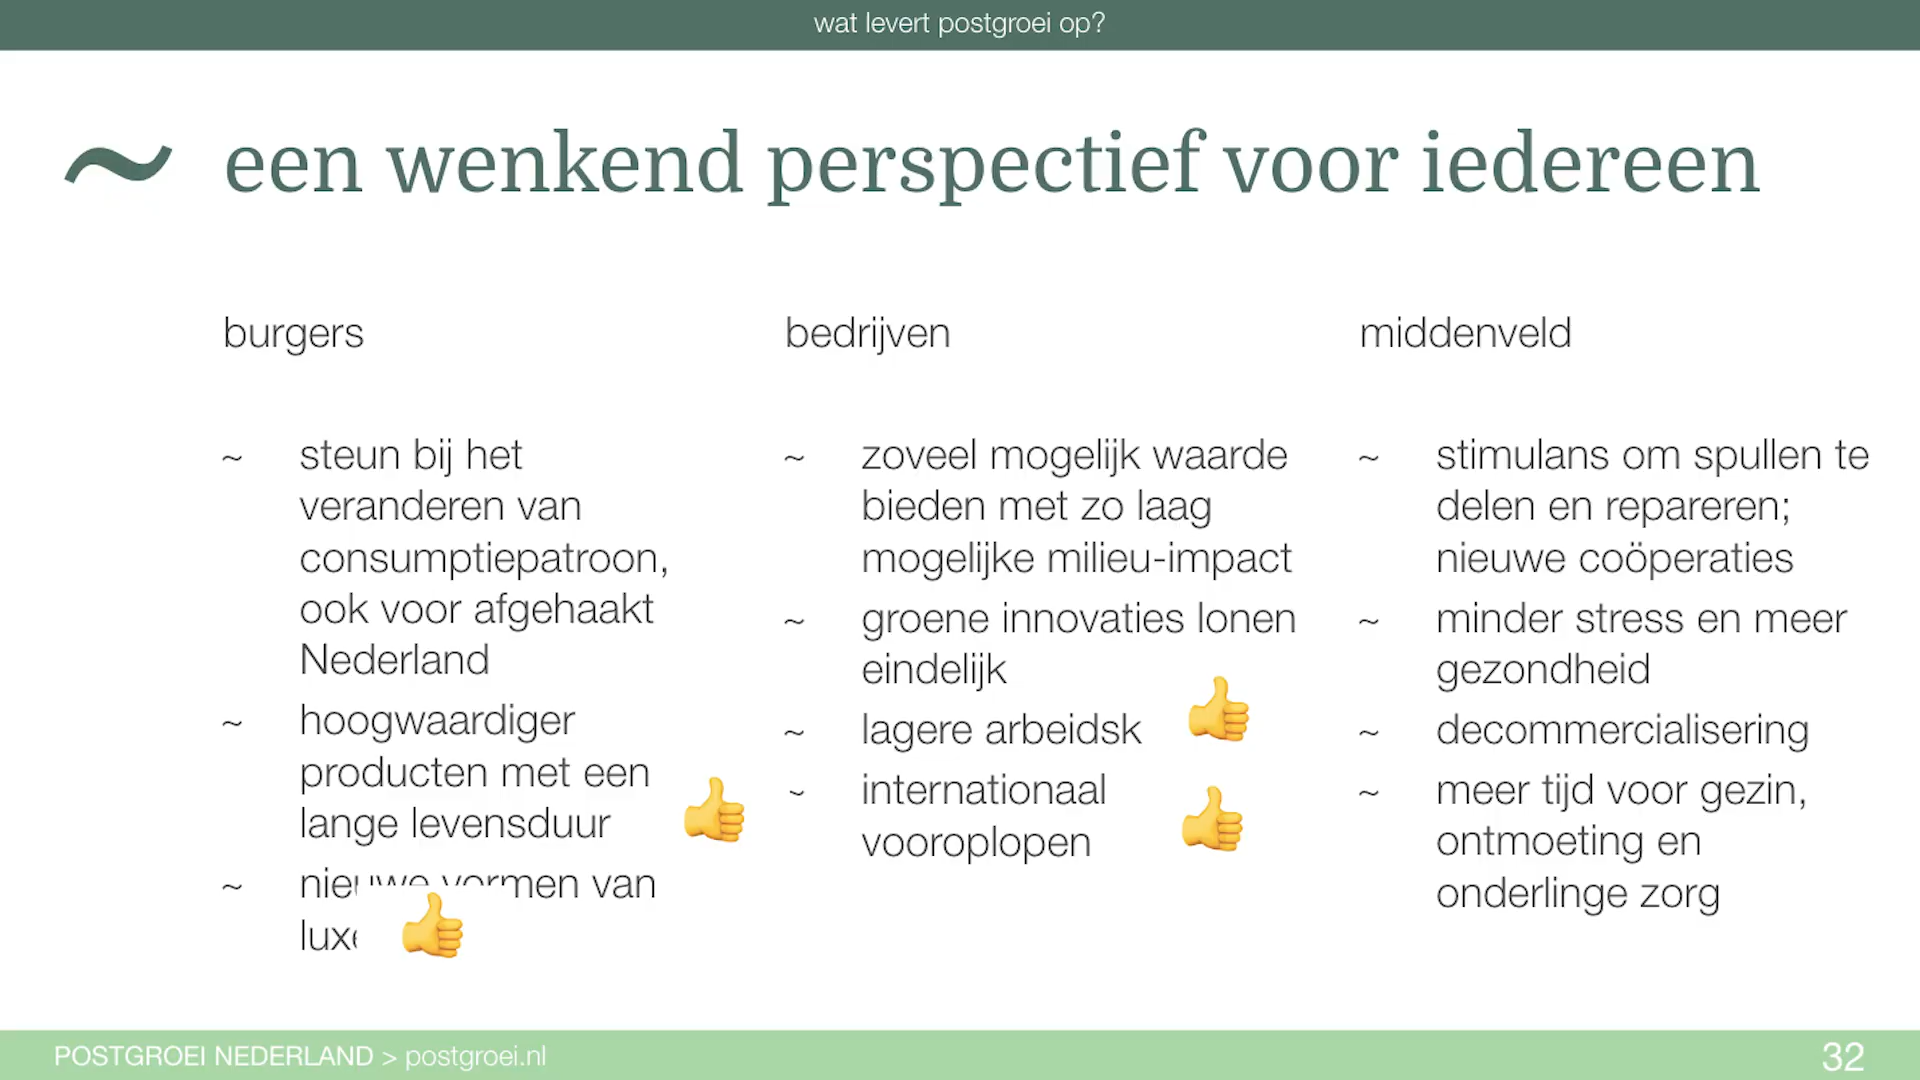 wat levert postgroei op?
~ een wenkend perspectief voor iedereen
burgers
~ steun bij het
veranderen van
consumptiepatroon,
ook voor afgehaakt
Nederland
~ hoogwaardiger
producten met een
lange levensduur
~ nieuwe vormen van
bedrijven
~ zoveel mogelijk waarde
bieden met zo laag
mogelijke milieu-impact
~ groene innovaties lonen
eindelijk
~ lagere arbeidsk
~ internationaal
vooroplopen
middenveld
~ stimulans om spullen te
delen en repareren;
nieuwe coöperaties
~ minder stress en meer
gezondheid
~ decommercialisering
~ meer tijd voor gezin,
ontmoeting en
onderlinge zorg
POSTGROEI NEDERLAND > postgroei.nl
32